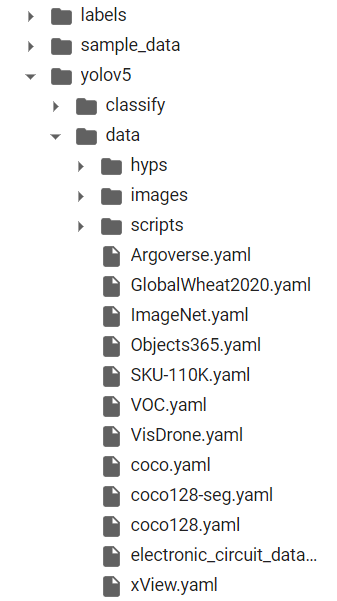 labels
sample_data
yolov5
classify
data
hyps
images
scripts
Argoverse.yaml
GlobalWheat2020.yaml
ImageNet.yaml
Objects365.yaml
SKU-110K.yaml
VOC.yaml
VisDrone.yaml
coco.yaml
coco128-seg.yaml
coco128.yaml
electronic_circuit_data...
xView.yaml